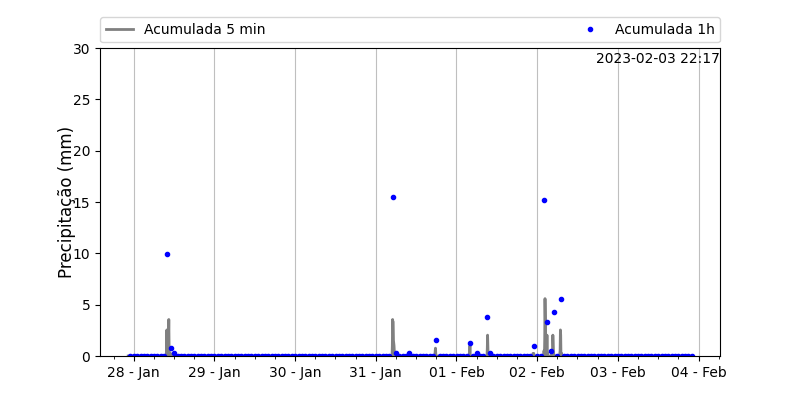 Acumulada 5 min
Acumulada 1h
2023-02-03 22:17
Precipitação (mm)
30
25
20
15
10
5
0
28 - Jan
29 - Jan
30 - Jan
31 - Jan
01 - Feb
02 - Feb
03 - Feb
04 - Feb